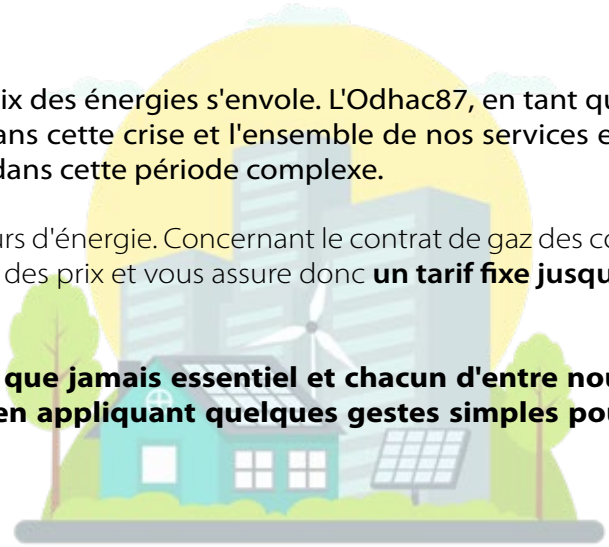 ix des énergies s'envole. L'Odhac87, en tant qu
ans cette crise et l'ensemble de nos services e
dans cette période complexe.
urs d'énergie. Concernant le contrat de gaz des co
des prix et vous assure donc un tarif fixe jusqu
que jamais essentiel et chacun d'entre nou
en appliquant quelques gestes simples pou